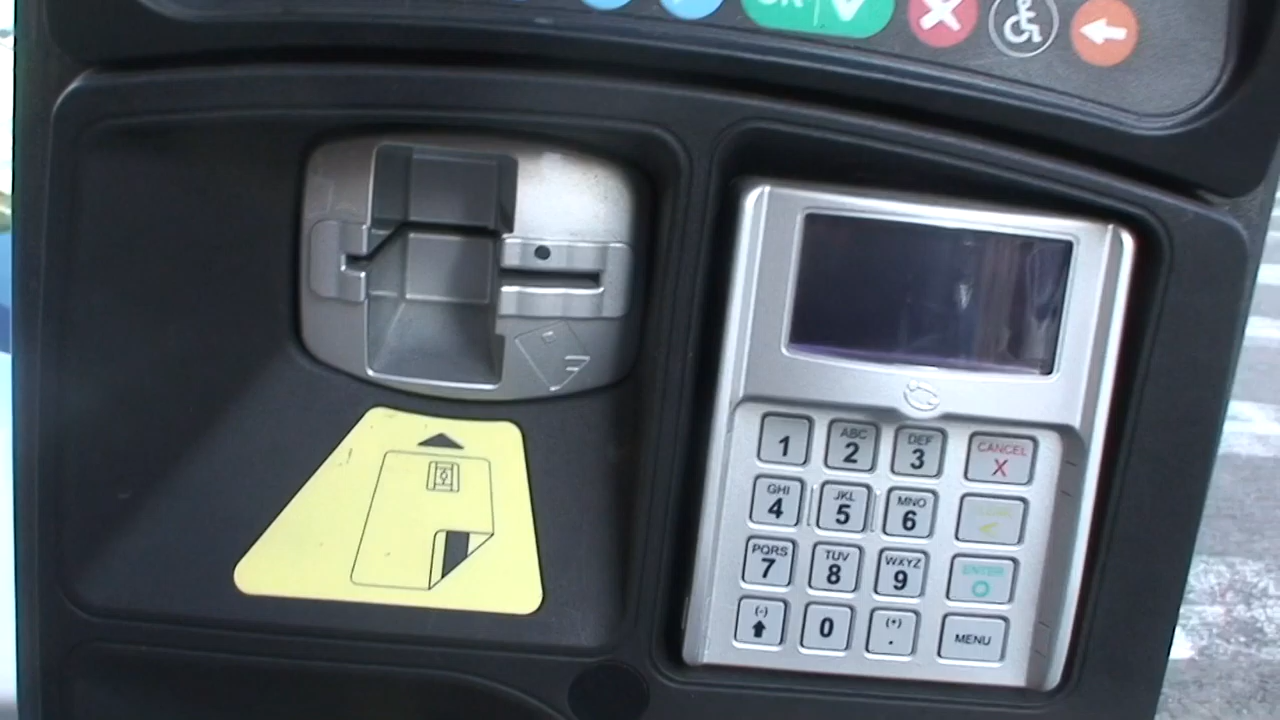 OK
1
ABC
2
DEF
3
CANCEL
X
GHI
4
JKL
5
MNO
6
PQRS
7
TUV
8
WXYZ
9
ENTER
O
(-)
0
(+)
.
MENU